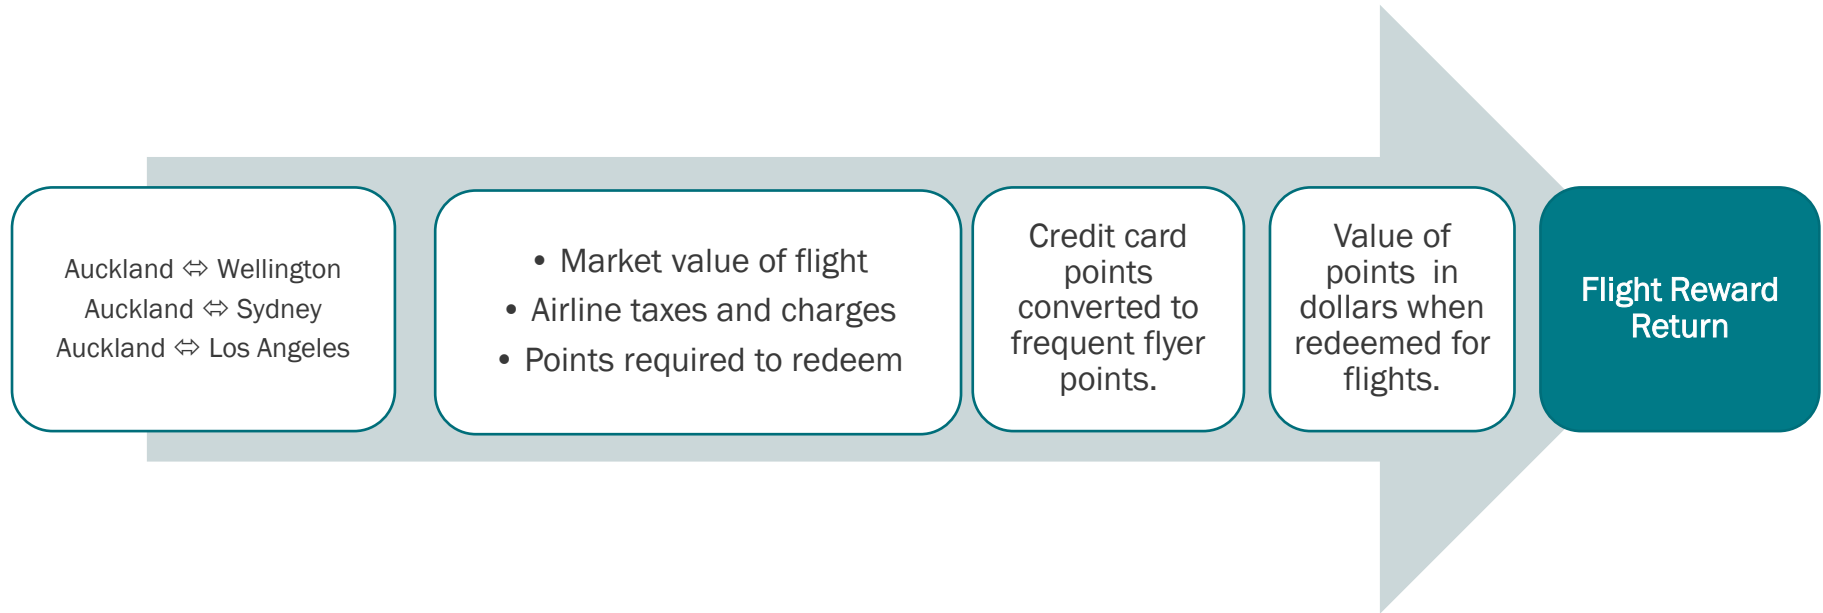 Auckland ⬄ Wellington
Auckland ⬄ Sydney
Auckland ⬄ Los Angeles
• Market value of flight
• Airline taxes and charges
• Points required to redeem
Credit card
points
converted to
frequent flyer
points.
Value of
points in
dollars when
redeemed for
flights.
Flight Reward
Return